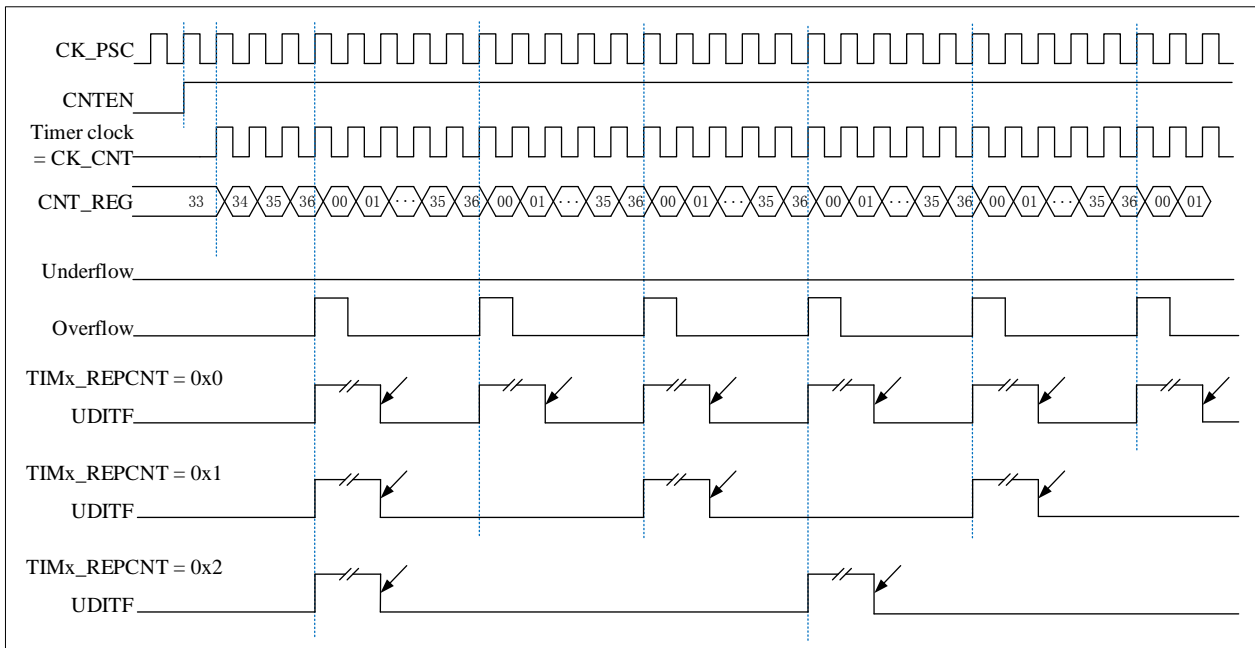 CK_PSC
CNTEN
Timer clock
= CK_CNT
CNT_REG 33 34 35 36 00 01 ··· 35 36 00 01 ··· 35 36 00 01 ··· 35 36 00 01 ··· 35 36 00 01 ··· 35 36 00 01
Underflow
Overflow
TIMx_REPCNT = 0x0
UDITF
TIMx_REPCNT = 0x1
UDITF
TIMx_REPCNT = 0x2
UDITF